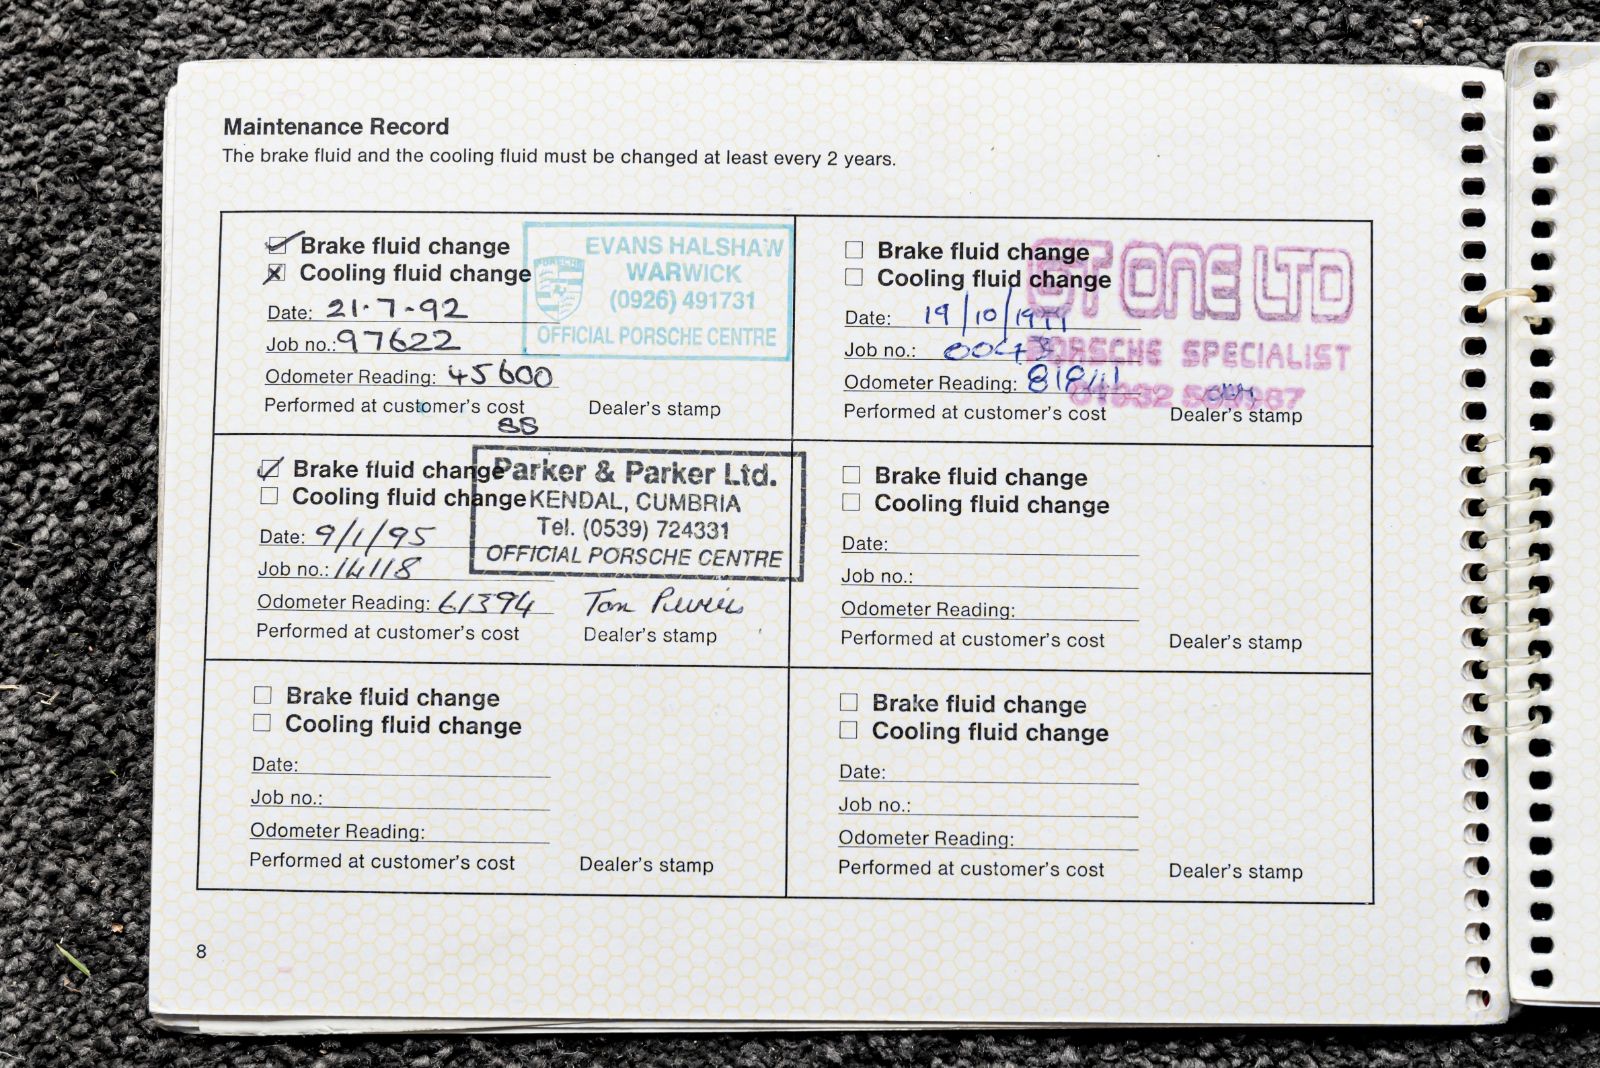 Maintenance Record
The brake fluid and the cooling fluid must be changed at least every 2 years.
Brake fluid change
Cooling fluid change
Date: 21·7-92
Job no.: 97622
Odometer Reading: 45600
Performed at customer's cost
SS
Dealer's stamp
EVANS HALSHAW
WARWICK
(0926) 491731
OFFICIAL PORSCHE CENTRE
Brake fluid change
Cooling fluid change
Date: 19/10/1999
Job no.:
Odometer Reading:
Performed at customer's cost
Dealer's stamp
GT ONE LTD
PORSCHE SPECIALIST
Brake fluid change
Cooling fluid change
Date: 9/1/95
Job no.: 14118
Odometer Reading: 61394
Performed at customer's cost
Dealer's stamp
Parker & Parker Ltd.
KENDAL, CUMBRIA
Tel. (0539) 724331
OFFICIAL PORSCHE CENTRE
Tom
Brake fluid change
Cooling fluid change
Date:
Job no.:
Odometer Reading:
Performed at customer's cost
Dealer's stamp
Brake fluid change
Cooling fluid change
Date:
Job no.:
Odometer Reading:
Performed at customer's cost
Dealer's stamp
Brake fluid change
Cooling fluid change
Date:
Job no.:
Odometer Reading:
Performed at customer's cost
Dealer's stamp
8